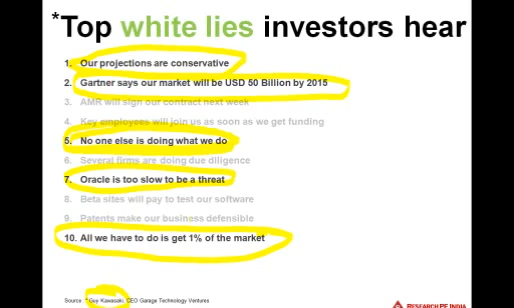 *Top white lies investors hear
1. Our projections are conservative
2. Gartner says our market will be USD 50 Billion by 2015
3. AMR will sign our contract next week
4. Key employees will join us as soon as we get funding
5. No one else is doing what we do
6. Several firms are doing due diligence
7. Oracle is too slow to be a threat
8. Beta sites will pay to test our software
9. Patents make our business defensible
10. All we have to do is get 1% of the market
Source : * Guy Kawasaki, CEO Garage Technology Ventures
RESEARCH PE INDIA